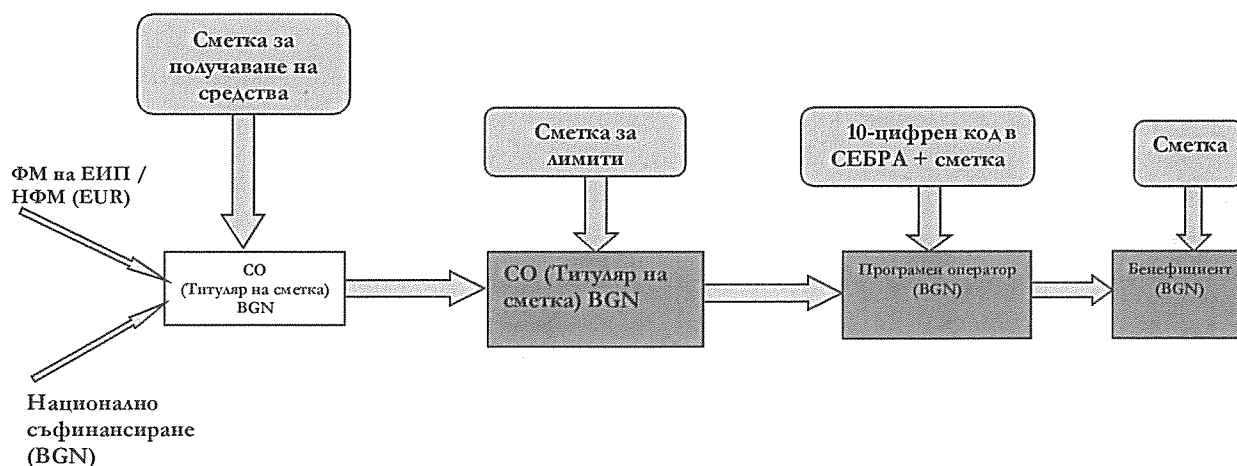 Сметка за
получаване на
средства
Сметка за
лимити
10-цифрен код в
СЕБРА + сметка
Сметка
ФМ на ЕИП /
НФМ (EUR)
СО
(Титуляр на сметка)
BGN
СО (Титуляр на
сметка) BGN
Програмен оператор
(BGN)
Бенефициент
(BGN)
Национално
съфинансиране
(BGN)